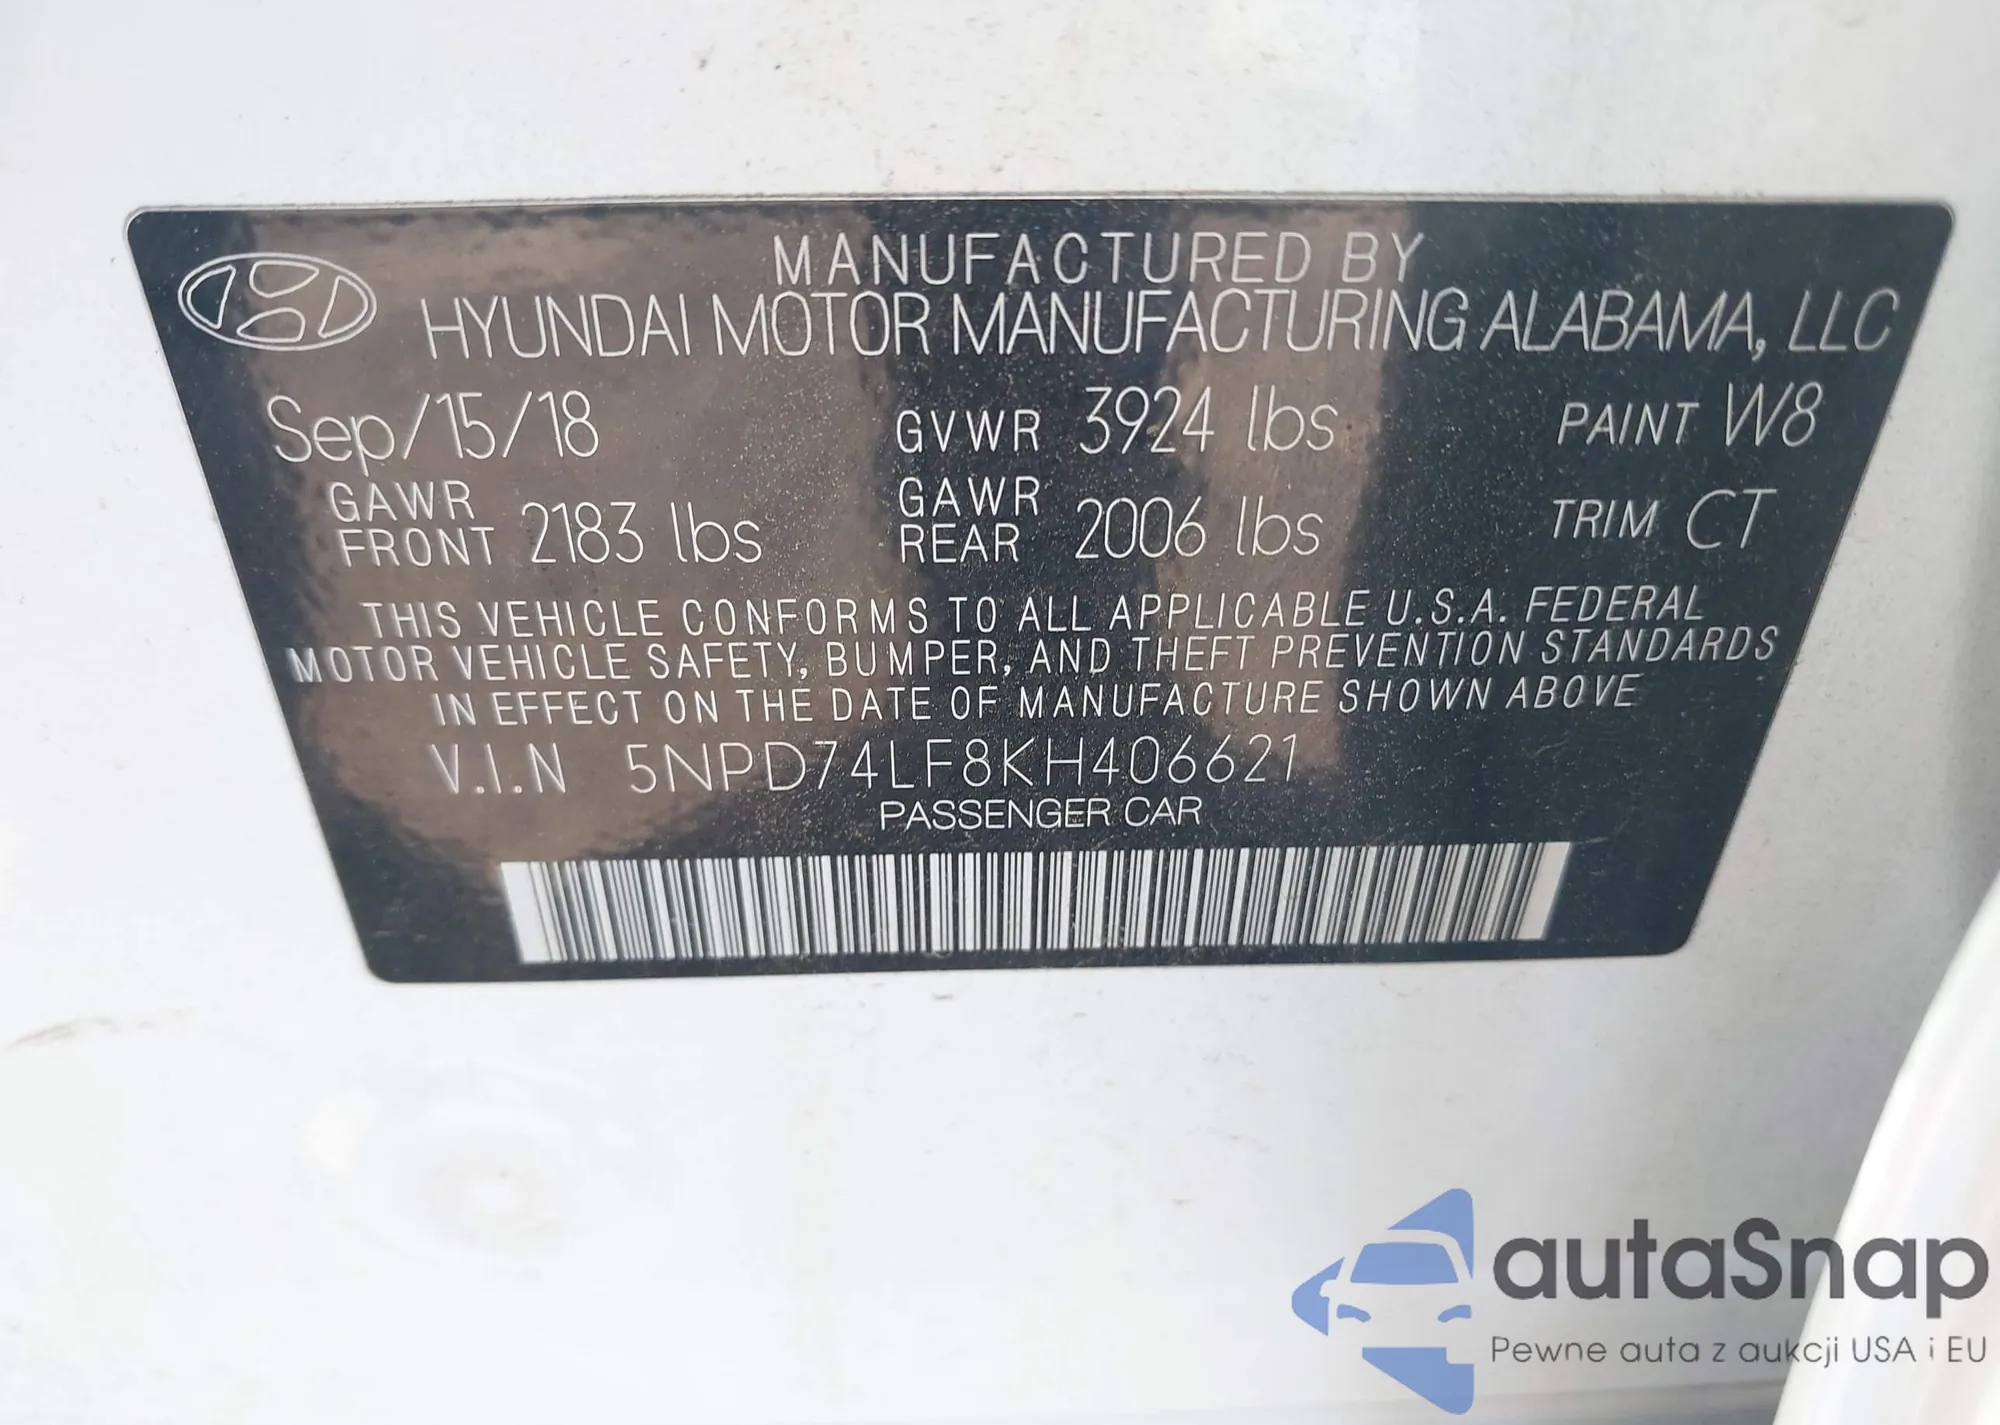 MANUFACTURED BY
HYUNDAI MOTOR MANUFACTURING ALABAMA, LLC
Sep/15/18 GVWR 3924 lbs PAINT W8
GAWR FRONT 2183 lbs GAWR REAR 2006 lbs TRIM CT
THIS VEHICLE CONFORMS TO ALL APPLICABLE U.S.A. FEDERAL
MOTOR VEHICLE SAFETY, BUMPER, AND THEFT PREVENTION STANDARDS
IN EFFECT ON THE DATE OF MANUFACTURE SHOWN ABOVE
V.I.N 5NPD74LF8KH406621
PASSENGER CAR
autaSnap
Pewne auta z aukcji USA i EU